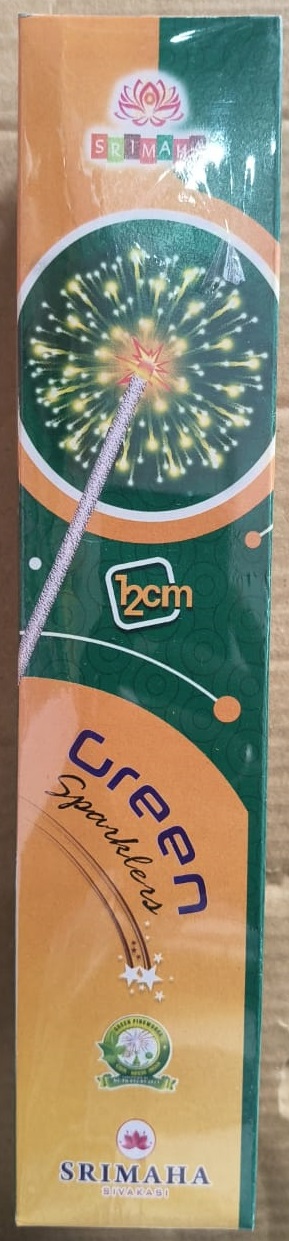 SRIMAHA
12cm
Green
Sparklers
GREEN FIREWORKS
SRIMAHA
SIVAKASI